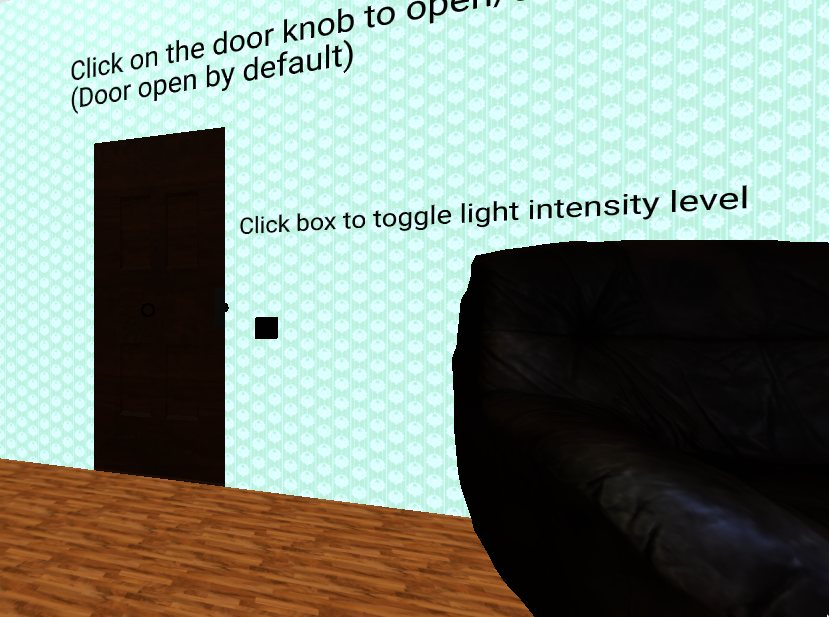 Click on the door knob to open/
(Door open by default)
Click box to toggle light intensity level